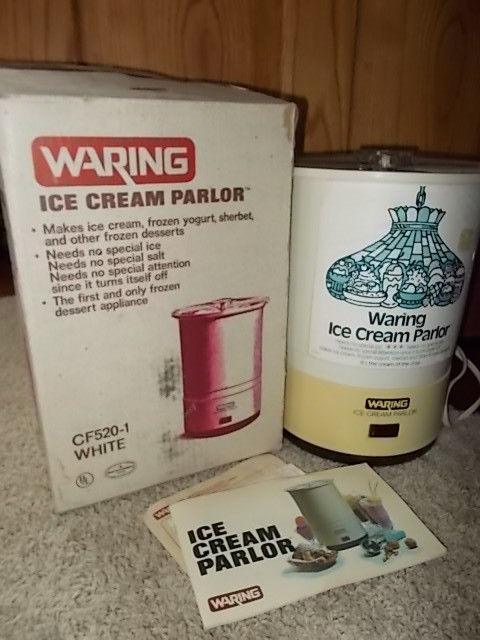 WARING
ICE CREAM PARLOR™
• Makes ice cream, frozen yogurt, sherbet,
and other frozen desserts
• Needs no special ice
Needs no special salt
Needs no special attention
since it turns itself off
• The first and only frozen
dessert appliance
CF520-1
WHITE
UL
Waring
Ice Cream Parlor
WARING
ICE CREAM PARLOR
WARING
ICE
CREAM
PARLOR
WARING